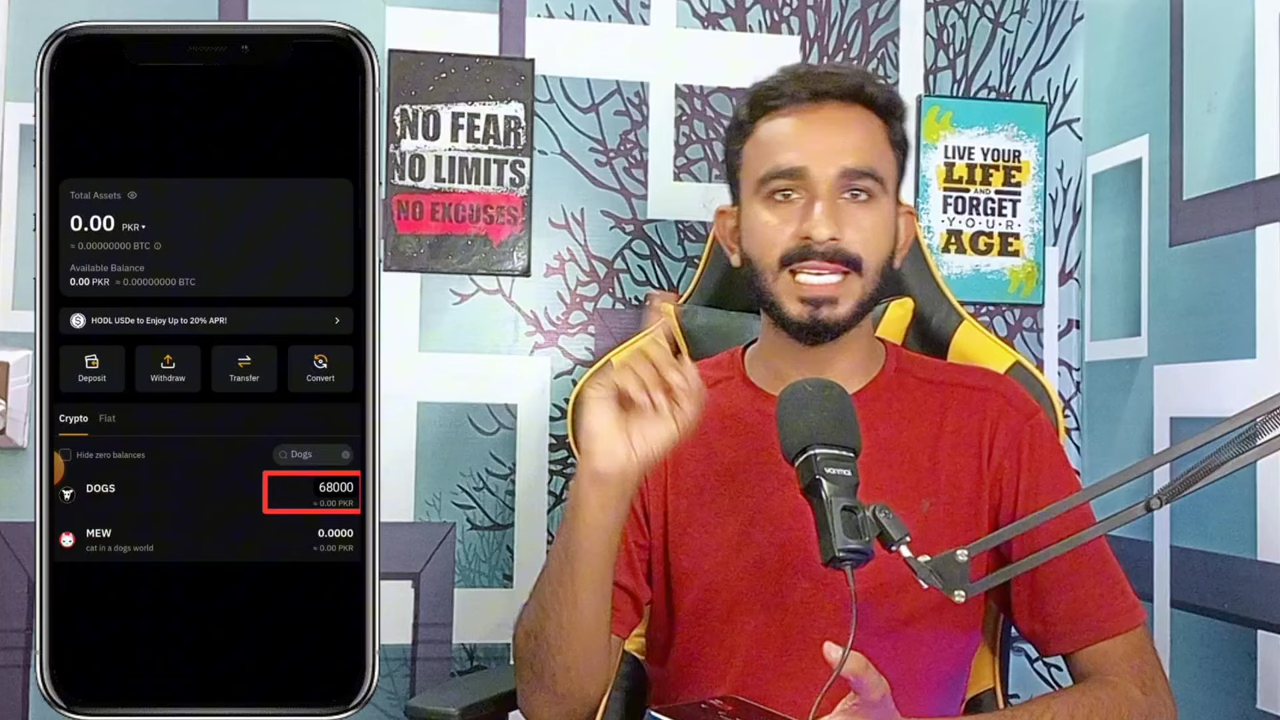 Total Assets
0.00 PKR
≈ 0.00000000 BTC
Available Balance
0.00 PKR ≈ 0.00000000 BTC
HODL USDe to Enjoy Up to 20% APR!
Deposit
Withdraw
Transfer
Convert
Crypto Fiat
Hide zero balances
Dogs
DOGS
68000
≈ 0.00 PKR
MEW
0.0000
cat in a dogs world
≈ 0.00 PKR
NO FEAR
NO LIMITS
NO EXCUSES
LIVE YOUR
LIFE
AND
FORGET
·Y·O·U·R·
AGE
vanmai